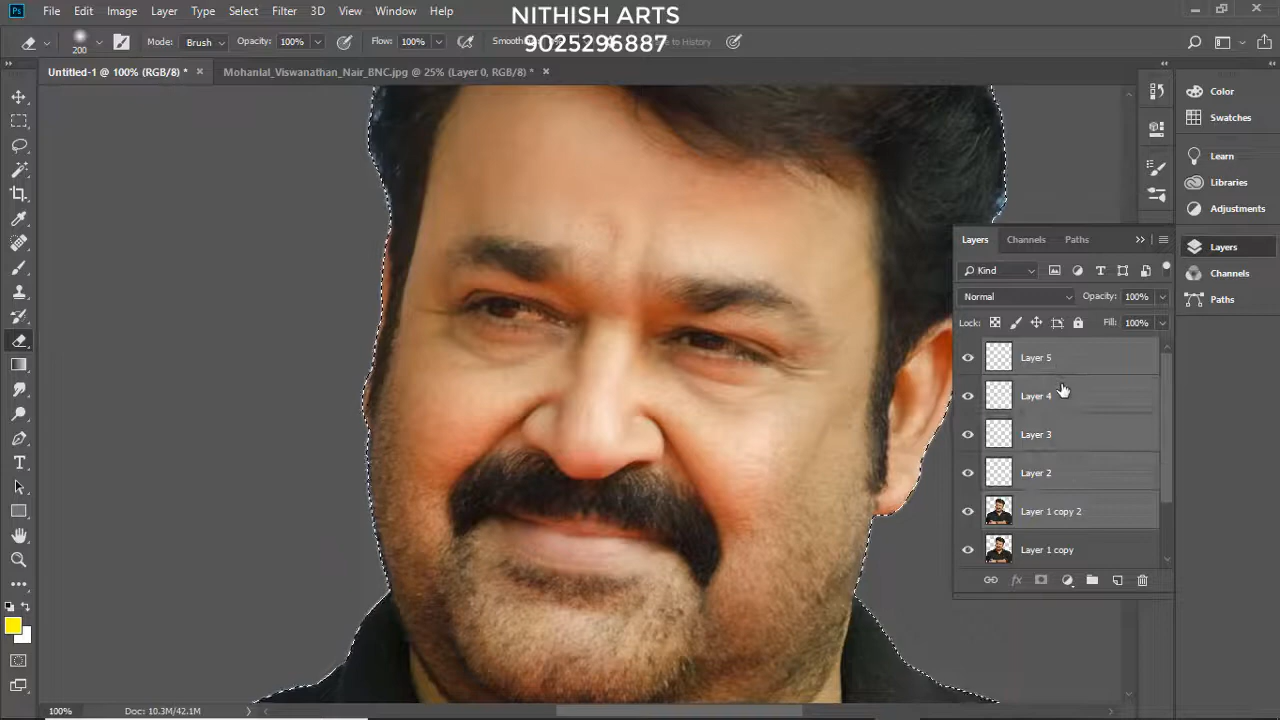 NITHISH ARTS
9025296887
Ps File Edit Image Layer Type Select Filter 3D View Window Help
200 Mode: Brush Opacity: 100% Flow: 100%
Untitled-1 @ 100% (RGB/8) * × Mohanlal_Viswanathan_Nair_BNC.jpg @ 25% (Layer 0, RGB/8) * ×
Color
Swatches
Learn
Libraries
Adjustments
Layers
Channels
Paths
Layers Channels Paths
Kind
Normal Opacity: 100%
Lock: Fill: 100%
Layer 5
Layer 4
Layer 3
Layer 2
Layer 1 copy 2
Layer 1 copy
fx
100% Doc: 10.3M/42.1M